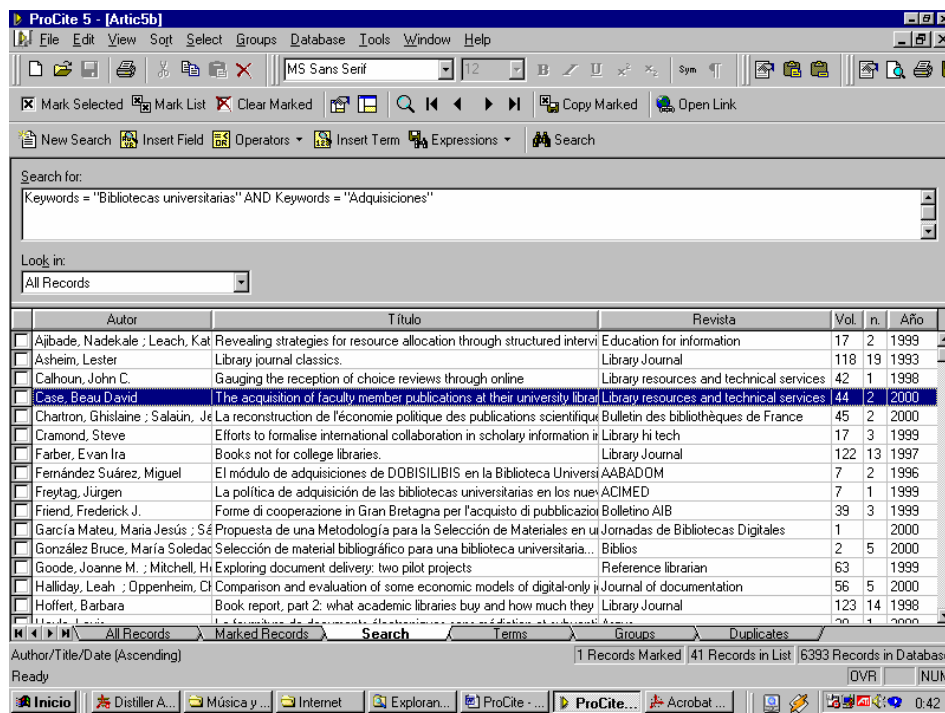 ProCite 5 - [Artic5b]
File Edit View Sort Select Groups Database Tools Window Help
MS Sans Serif 12 B I U x² x₂ Sym ¶
Mark Selected Mark List Clear Marked Copy Marked Open Link
New Search Insert Field Operators Insert Term Expressions Search
Search for:
Keywords = "Bibliotecas universitarias" AND Keywords = "Adquisiciones"
Look in:
All Records
Autor Título Revista Vol. n. Año
Ajibade, Nadekale ; Leach, Kat Revealing strategies for resource allocation through structured intervi Education for information 17 2 1999
Asheim, Lester Library journal classics. Library Journal 118 19 1993
Calhoun, John C. Gauging the reception of choice reviews through online Library resources and technical services 42 1 1998
Case, Beau David The acquisition of faculty member publications at their university librar Library resources and technical services 44 2 2000
Chartron, Ghislaine ; Salaün, Je La reconstruction de l'économie politique des publications scientifique Bulletin des bibliothèques de France 45 2 2000
Cramond, Steve Efforts to formalise international collaboration in scholary information ir Library hi tech 17 3 1999
Farber, Evan Ira Books not for college libraries. Library Journal 122 13 1997
Fernández Suárez, Miguel El módulo de adquisiciones de DOBISILIBIS en la Biblioteca Universi AABADOM 7 2 1996
Freytag, Jürgen La política de adquisición de las bibliotecas universitarias en los nuev ACIMED 7 1 1999
Friend, Frederick J. Forme di cooperazione in Gran Bretagna per l'acquisto di pubblicazion Bolletino AIB 39 3 1999
García Mateu, Maria Jesús ; Sá Propuesta de una Metodología para la Selección de Materiales en ur Jornadas de Bibliotecas Digitales 1 2000
González Bruce, María Soledad Selección de material bibliográfico para una biblioteca universitaria... Biblios 2 5 2000
Goode, Joanne M. ; Mitchell, He Exploring document delivery: two pilot projects Reference librarian 63 1999
Halliday, Leah ; Oppenheim, Ch Comparison and evaluation of some economic models of digital-only j Journal of documentation 56 5 2000
Hoffert, Barbara Book report, part 2: what academic libraries buy and how much they Library Journal 123 14 1998
All Records Marked Records Search Terms Groups Duplicates
Author/Title/Date (Ascending) 1 Records Marked 41 Records in List 6393 Records in Databas
Ready OVR NUM
Inicio Distiller A... Música y ... Internet Exploran... ProCite - ... ProCite... Acrobat ... 0:42